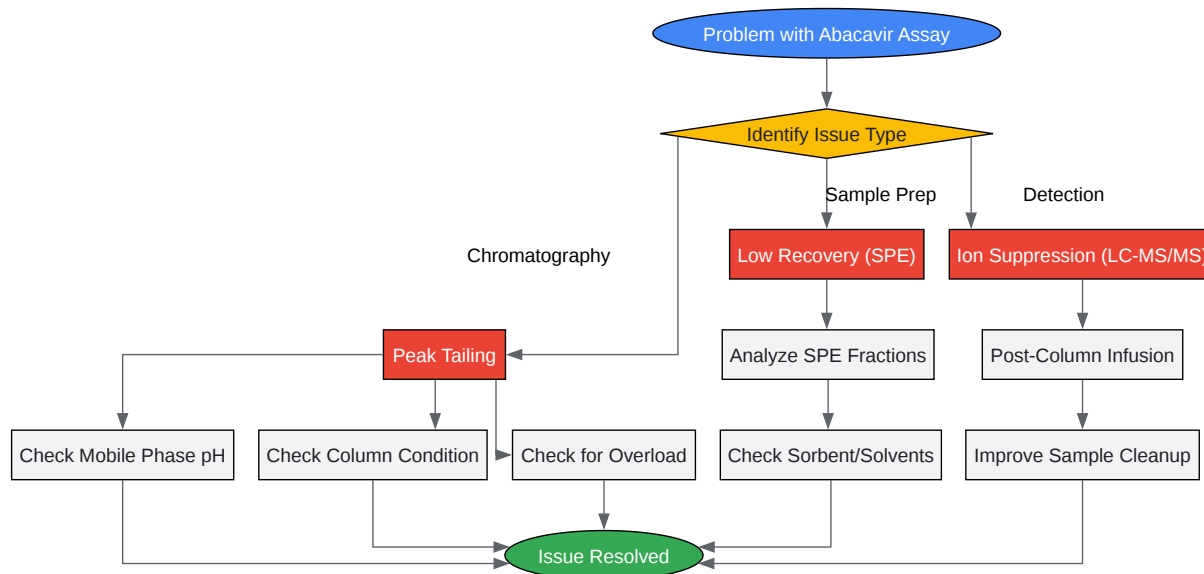 Problem with Abacavir Assay
Identify Issue Type
Sample Prep
Detection
Chromatography
Low Recovery (SPE)
Ion Suppression (LC-MS/MS)
Peak Tailing
Analyze SPE Fractions
Post-Column Infusion
Check Mobile Phase pH
Check Column Condition
Check for Overload
Check Sorbent/Solvents
Improve Sample Cleanup
Issue Resolved